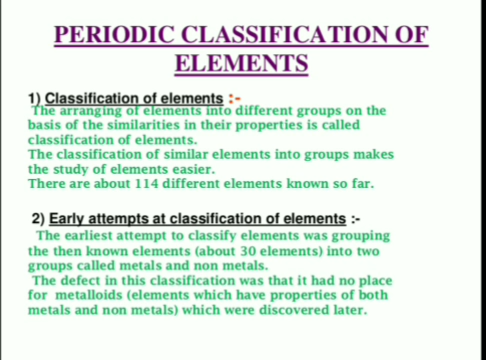 PERIODIC CLASSIFICATION OF
ELEMENTS
1) Classification of elements :-
The arranging of elements into different groups on the
basis of the similarities in their properties is called
classification of elements.
The classification of similar elements into groups makes
the study of elements easier.
There are about 114 different elements known so far.
2) Early attempts at classification of elements :-
The earliest attempt to classify elements was grouping
the then known elements (about 30 elements) into two
groups called metals and non metals.
The defect in this classification was that it had no place
for metalloids (elements which have properties of both
metals and non metals) which were discovered later.